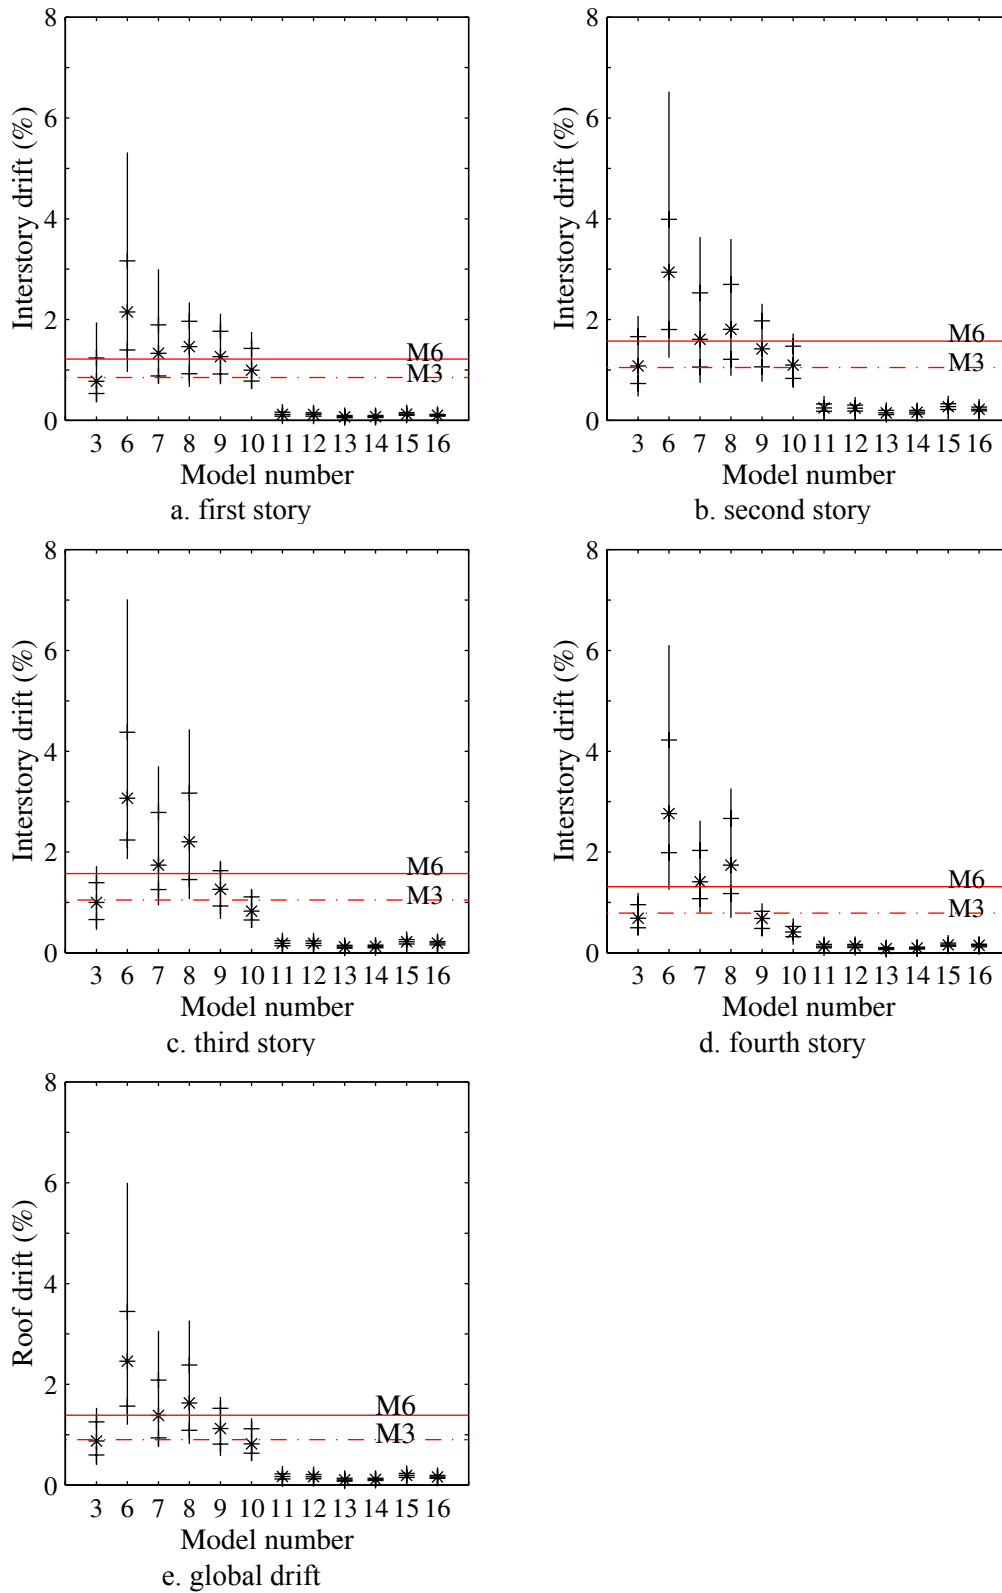 8
6
4
2
0
Interstory drift (%)
M6
M3
3 6 7 8 9 10 11 12 13 14 15 16
Model number
a. first story
8
6
4
2
0
Interstory drift (%)
M6
M3
3 6 7 8 9 10 11 12 13 14 15 16
Model number
b. second story
8
6
4
2
0
Interstory drift (%)
M6
M3
3 6 7 8 9 10 11 12 13 14 15 16
Model number
c. third story
8
6
4
2
0
Interstory drift (%)
M6
M3
3 6 7 8 9 10 11 12 13 14 15 16
Model number
d. fourth story
8
6
4
2
0
Roof drift (%)
M6
M3
3 6 7 8 9 10 11 12 13 14 15 16
Model number
e. global drift